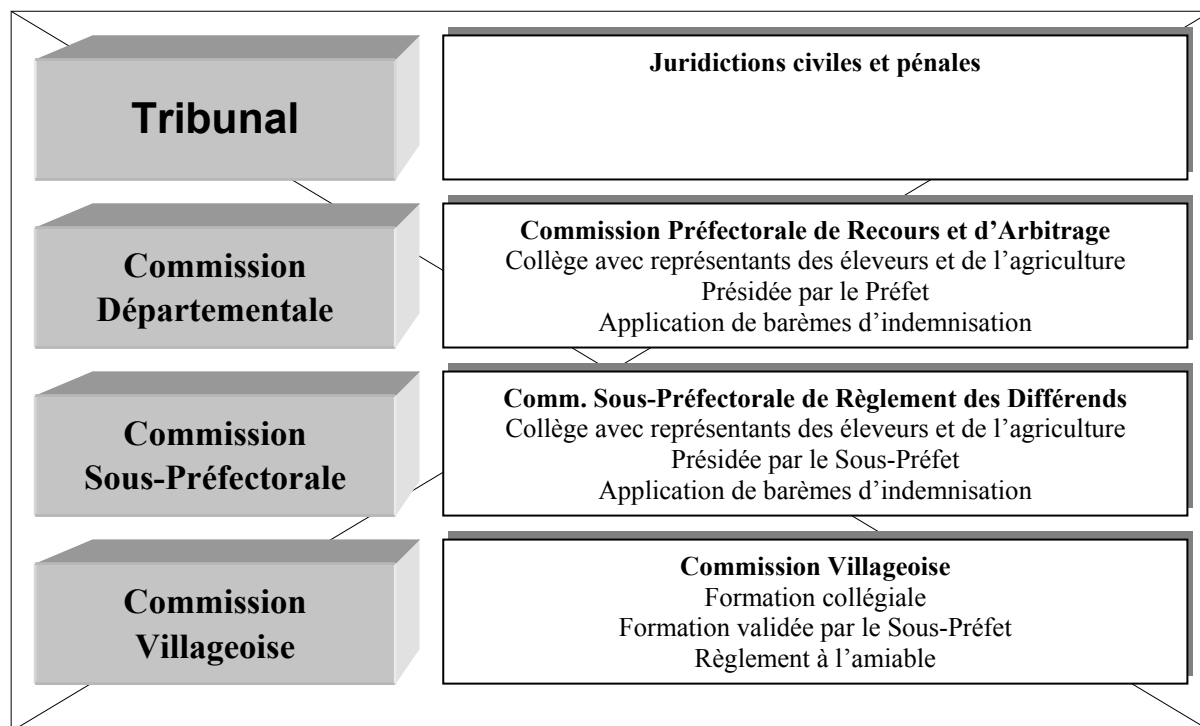 Tribunal
Juridictions civiles et pénales
Commission
Départementale
Commission Préfectorale de Recours et d’Arbitrage
Collège avec représentants des éleveurs et de l’agriculture
Présidée par le Préfet
Application de barèmes d’indemnisation
Commission
Sous-Préfectorale
Comm. Sous-Préfectorale de Règlement des Différends
Collège avec représentants des éleveurs et de l’agriculture
Présidée par le Sous-Préfet
Application de barèmes d’indemnisation
Commission
Villageoise
Commission Villageoise
Formation collégiale
Formation validée par le Sous-Préfet
Règlement à l’amiable